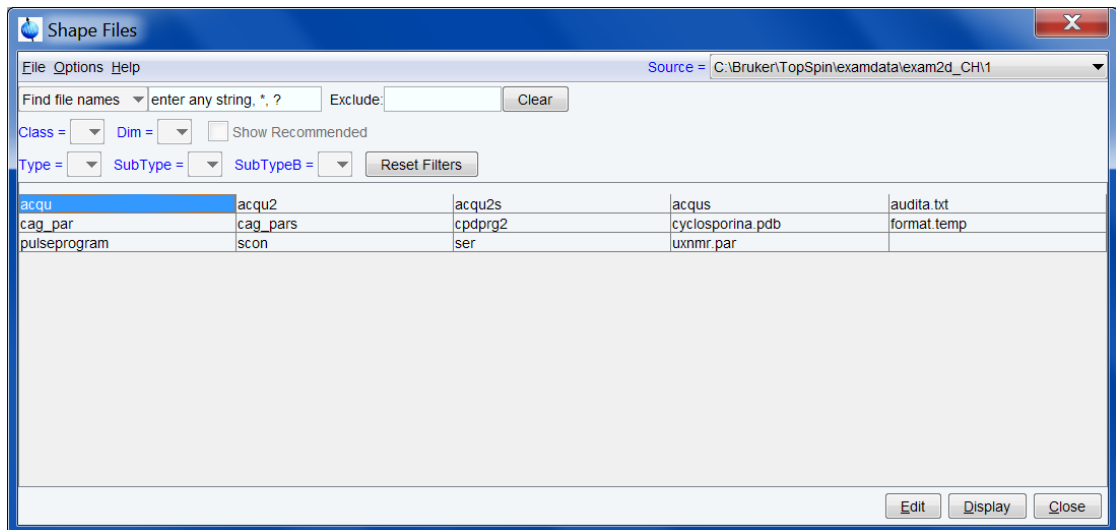 Shape Files
X
File Options Help Source = C:\Bruker\TopSpin\examdata\exam2d_CH\1
Find file names enter any string, *, ? Exclude: Clear
Class = Dim = Show Recommended
Type = SubType = SubTypeB = Reset Filters
acqu acqu2 acqu2s acqus audita.txt
cag_par cag_pars cpdprg2 cyclosporina.pdb format.temp
pulseprogram scon ser uxnmr.par
Edit Display Close